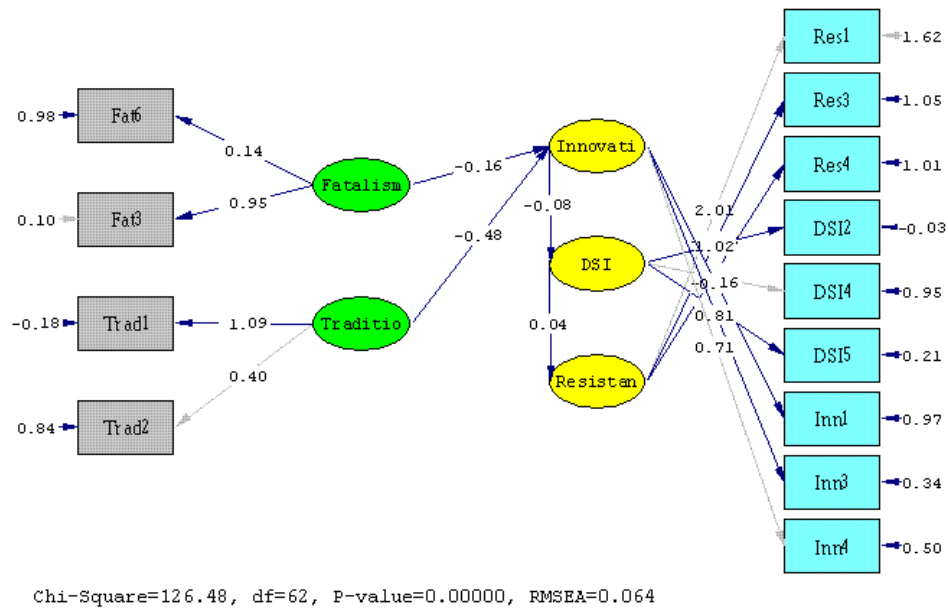 Res1
1.62
Res3
1.05
0.98
Fat6
Innovati
0.14
Res4
1.01
-0.16
Fatalism
0.95
-0.08
2.01
0.10
Fat3
DSI2
-0.03
-0.48
1.02
DSI
-0.16
DSI4
0.95
0.81
-0.18
Trad1
1.09
Traditio
0.04
0.71
DSI5
0.21
0.40
Resistan
Inn1
0.97
0.84
Trad2
Inn3
0.34
Inn4
0.50
Chi-Square=126.48, df=62, P-value=0.00000, RMSEA=0.064